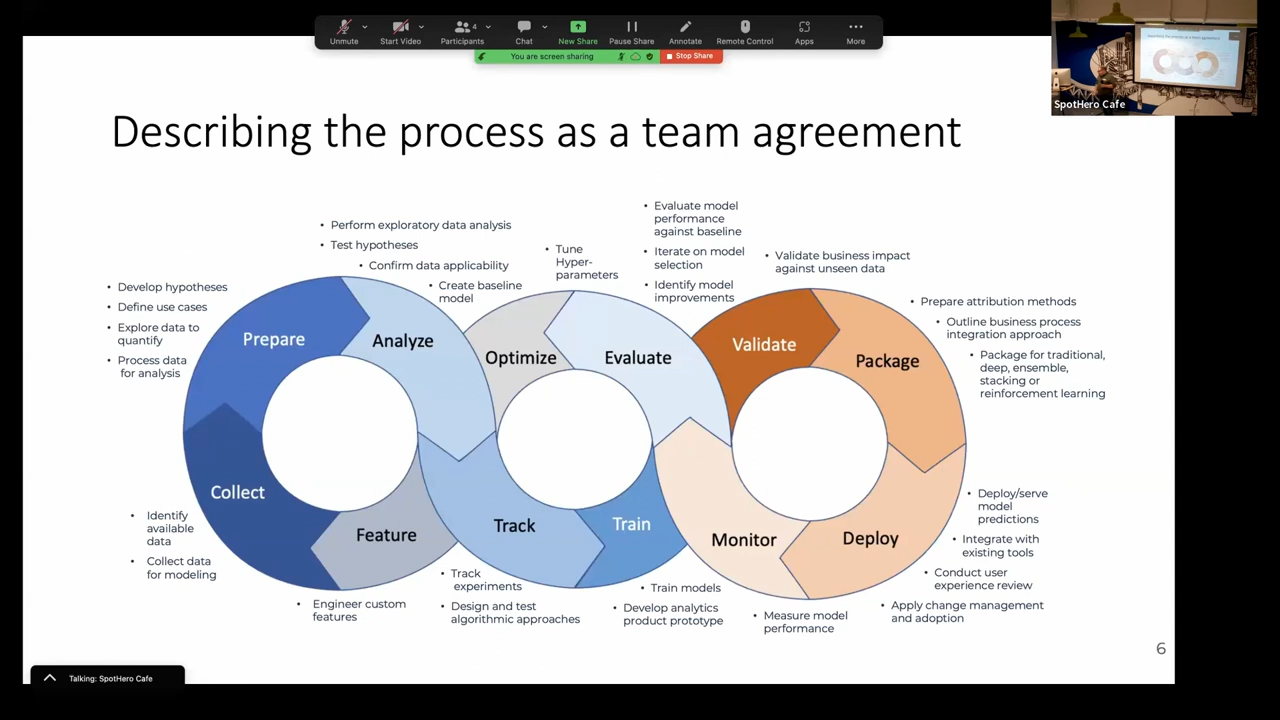 Unmute
Start Video
4
Participants
Chat
New Share
Pause Share
Annotate
Remote Control
Apps
More
You are screen sharing
Stop Share
SpotHero Cafe
Describing the process as a team agreement
• Perform exploratory data analysis
• Test hypotheses
• Confirm data applicability
• Create baseline
model
• Tune
Hyper-
parameters
• Evaluate model
performance
against baseline
• Iterate on model
selection
• Identify model
improvements
• Validate business impact
against unseen data
• Develop hypotheses
• Define use cases
• Explore data to
quantify
• Process data
for analysis
• Prepare attribution methods
• Outline business process
integration approach
• Package for traditional,
deep, ensemble,
stacking or
reinforcement learning
Prepare
Analyze
Optimize
Evaluate
Validate
Package
Collect
Feature
Track
Train
Monitor
Deploy
• Identify
available
data
• Collect data
for modeling
• Engineer custom
features
• Track
experiments
• Design and test
algorithmic approaches
• Train models
• Develop analytics
product prototype
• Measure model
performance
• Deploy/serve
model
predictions
• Integrate with
existing tools
• Conduct user
experience review
• Apply change management
and adoption
6
Talking: SpotHero Cafe